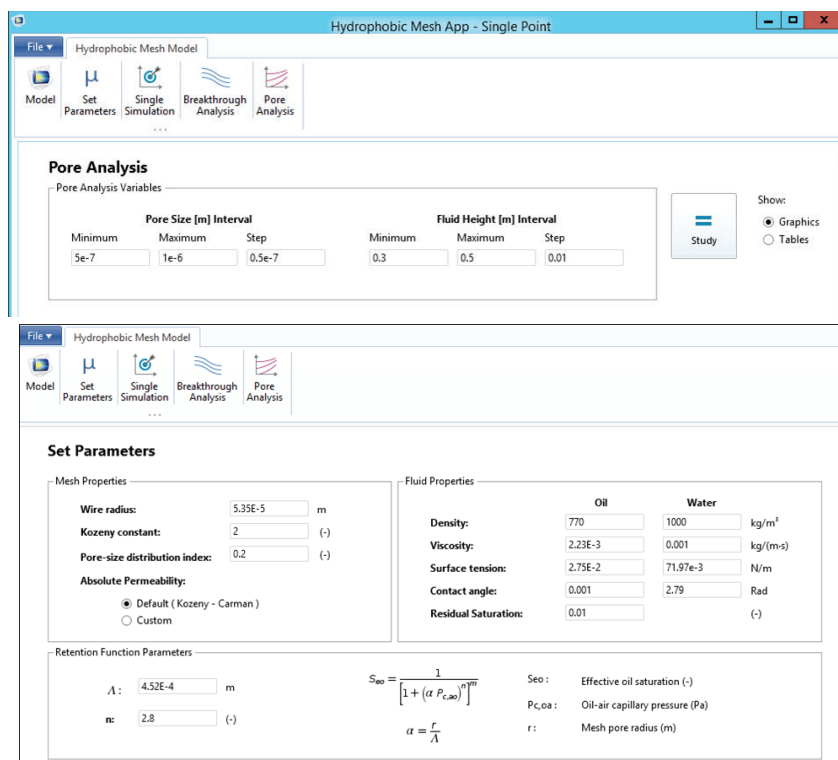 Hydrophobic Mesh App - Single Point
File ▾ Hydrophobic Mesh Model
Model
μ Set Parameters
Single Simulation
Breakthrough Analysis
Pore Analysis
...
Pore Analysis
Pore Analysis Variables
Pore Size [m] Interval Fluid Height [m] Interval
Minimum Maximum Step Minimum Maximum Step
5e-7 1e-6 0.5e-7 0.3 0.5 0.01
= Study
Show:
Graphics
Tables
File ▾ Hydrophobic Mesh Model
Model
μ Set Parameters
Single Simulation
Breakthrough Analysis
Pore Analysis
...
Set Parameters
Mesh Properties
Wire radius: 5.35E-5 m
Kozeny constant: 2 (-)
Pore-size distribution index: 0.2 (-)
Absolute Permeability:
Default ( Kozeny - Carman )
Custom
Fluid Properties
Oil Water
Density: 770 1000 kg/m³
Viscosity: 2.23E-3 0.001 kg/(m·s)
Surface tension: 2.75E-2 71.97e-3 N/m
Contact angle: 0.001 2.79 Rad
Residual Saturation: 0.01 (-)
Retention Function Parameters
Λ: 4.52E-4 m
n: 2.8 (-)
S_eo = 1 / [1 + (α P_c,ao)^n]^m
α = r / Λ
Seo : Effective oil saturation (-)
Pc,oa : Oil-air capillary pressure (Pa)
r : Mesh pore radius (m)